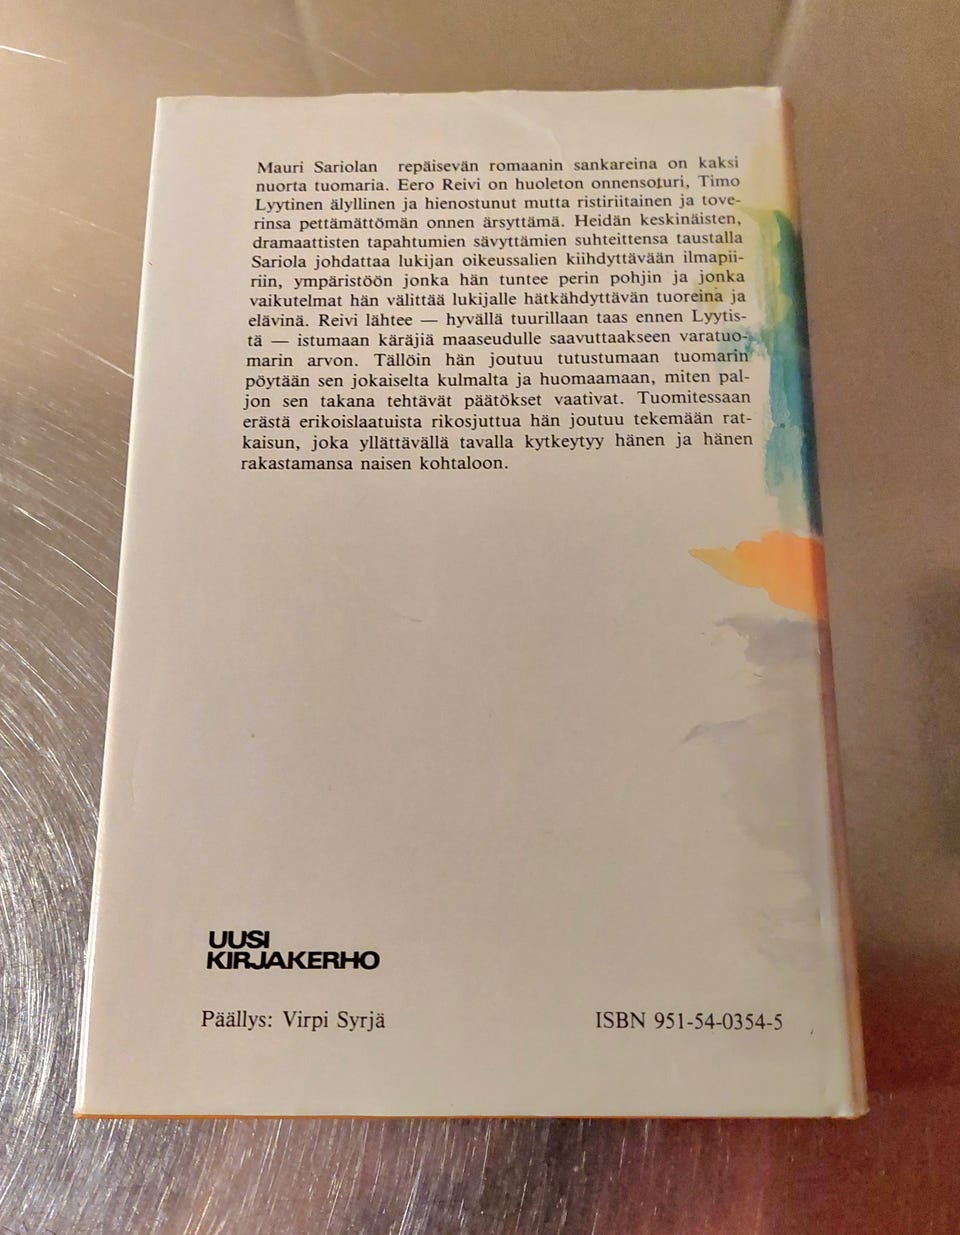 Mauri Sariolan repäisevän romaanin sankareina on kaksi
nuorta tuomaria. Eero Reivi on huoleton onnensoturi, Timo
Lyytinen älyllinen ja hienostunut mutta ristiriitainen ja tove-
rinsa pettämättömän onnen ärsyttämä. Heidän keskinäisten,
dramaattisten tapahtumien sävyttämien suhteittensa taustalla
Sariola johdattaa lukijan oikeussalien kiihdyttävään ilmapii-
riin, ympäristöön jonka hän tuntee perin pohjin ja jonka
vaikutelmat hän välittää lukijalle hätkähdyttävän tuoreina ja
elävinä. Reivi lähtee — hyvällä tuurillaan taas ennen Lyytis-
tä — istumaan käräjiä maaseudulle saavuttaakseen varatuo-
marin arvon. Tällöin hän joutuu tutustumaan tuomarin
pöytään sen jokaiselta kulmalta ja huomaamaan, miten pal-
jon sen takana tehtävät päätökset vaativat. Tuomitessaan
erästä erikoislaatuista rikosjuttua hän joutuu tekemään rat-
kaisun, joka yllättävällä tavalla kytkeytyy hänen ja hänen
rakastamansa naisen kohtaloon.
UUSI
KIRJAKERHO
Päällys: Virpi Syrjä
ISBN 951-54-0354-5